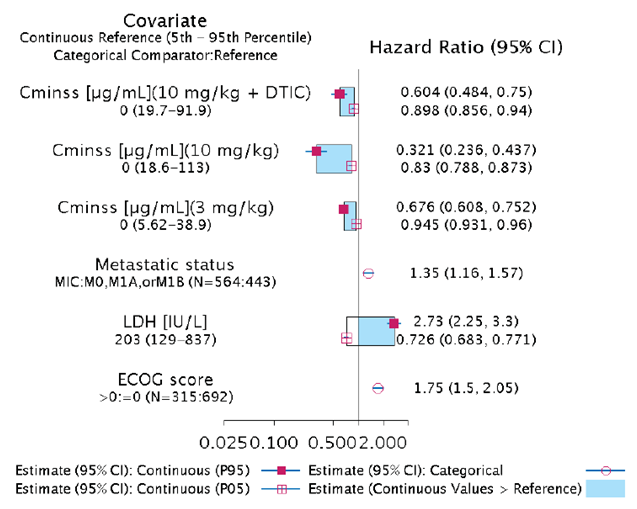 Covariate
Continuous Reference (5th – 95th Percentile)
Categorical Comparator:Reference
Hazard Ratio (95% CI)
Cminss [µg/mL](10 mg/kg + DTIC)
0 (19.7–91.9)
0.604 (0.484, 0.75)
0.898 (0.856, 0.94)
Cminss [µg/mL](10 mg/kg)
0 (18.6–113)
0.321 (0.236, 0.437)
0.83 (0.788, 0.873)
Cminss [µg/mL](3 mg/kg)
0 (5.62–38.9)
0.676 (0.608, 0.752)
0.945 (0.931, 0.96)
Metastatic status
MIC:M0,M1A,orM1B (N=564:443)
1.35 (1.16, 1.57)
LDH [IU/L]
203 (129–837)
2.73 (2.25, 3.3)
0.726 (0.683, 0.771)
ECOG score
>0:=0 (N=315:692)
1.75 (1.5, 2.05)
0.025 0.100 0.500 2.000
Estimate (95% CI): Continuous (P95) Estimate (95% CI): Categorical
Estimate (95% CI): Continuous (P05) Estimate (Continuous Values > Reference)